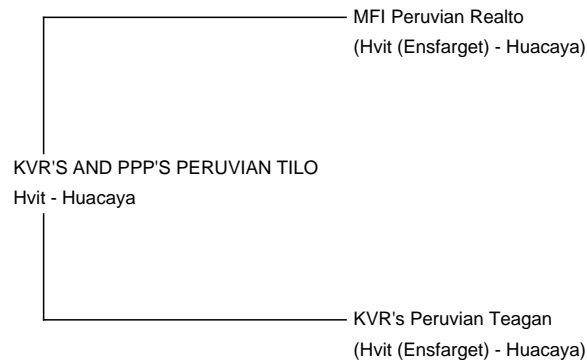 MFI Peruvian Realto
(Hvit (Ensfarget) - Huacaya)
KVR'S AND PPP'S PERUVIAN TILO
Hvit - Huacaya
KVR's Peruvian Teagan
(Hvit (Ensfarget) - Huacaya)